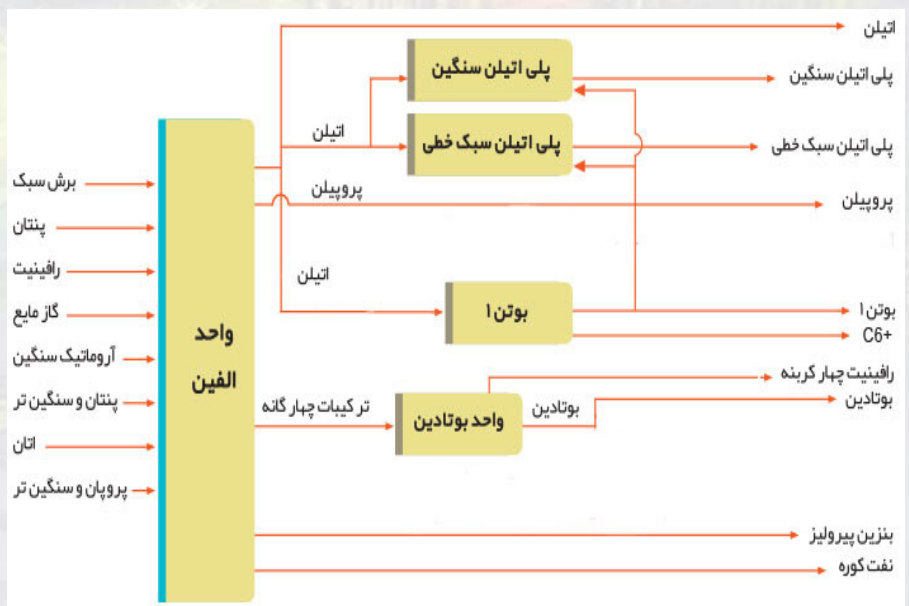 برش سبک
پنتان
رافینیت
گاز مایع
آروماتیک سنگین
پنتان و سنگین تر
اتان
پروپان و سنگین تر
واحد
الفین
اتیلن
پروپیلن
اتیلن
تر کیبات چهار گانه
پلی اتیلن سنگین
پلی اتیلن سبک خطی
بوتن ۱
واحد بوتادین
بوتادین
اتیلن
پلی اتیلن سنگین
پلی اتیلن سبک خطی
پروپیلن
بوتن ۱
C6+
رافینیت چهار کربنه
بوتادین
بنزین پیرولیز
نفت کوره